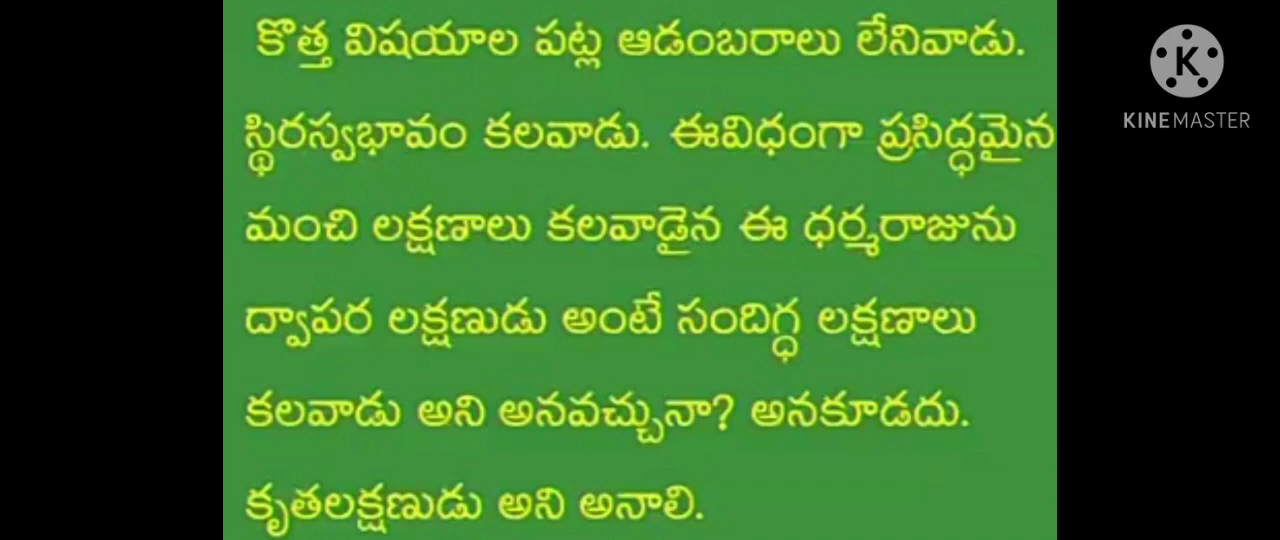 కొత్త విషయాల పట్ల ఆడంబరాలు లేనివాడు.
స్థిరస్వభావం కలవాడు. ఈవిధంగా ప్రసిద్ధమైన
మంచి లక్షణాలు కలవాడైన ఈ ధర్మరాజును
ద్వాపర లక్షణుడు అంటే సందిగ్ధ లక్షణాలు
కలవాడు అని అనవచ్చునా? అనకూడదు.
కృతలక్షణుడు అని అనాలి.
K
KINEMASTER